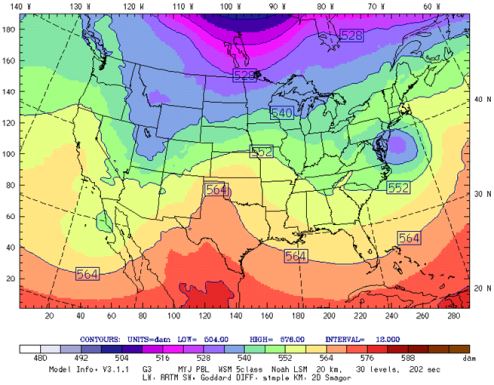 140 W 130 W 120 W 110 W 100 W 90 W 80 W 70 W 60 W
180
160
140
120
100
80
60
40
20
40 N
30 N
20 N
528
528
540
552
552
564
564
564
564
20 40 60 80 100 120 140 160 180 200 220 240 260 280
CONTOURS: UNITS=dam LOW= HIGH= 576.00 INTERVAL= 12.000
480 492 504 516 528 540 552 564 576 588 dam
Model Info: V3.1.1 G3 MYJ PBL WSM 5class Noah LSM 20 km, 30 levels, 202 sec
LW: RRTM SW: Goddard DIFF: simple KM: 2D Smagor